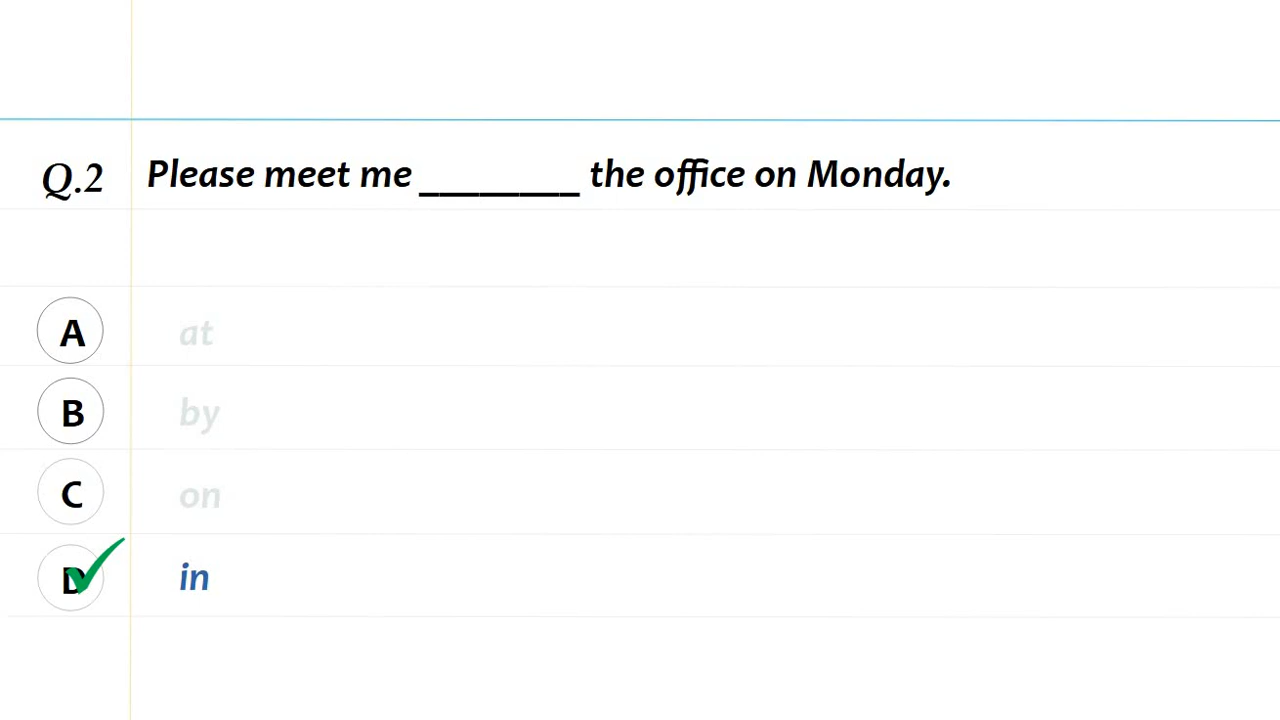 Q.2 Please meet me ________ the office on Monday.
A at
B by
C on
D in